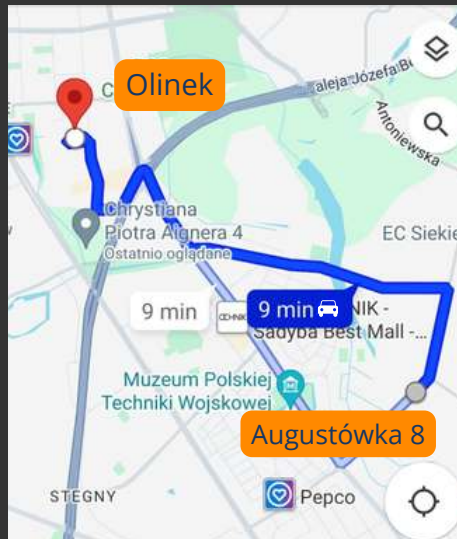 Olinek
aleja Józefa Be
Antoniewska
Chrystiana
Piotra Aignera 4
Ostatnio oglądane
EC Siekie
9 min
9 min
NIK -
Sadyba Best Mall -...
Muzeum Polskiej
Techniki Wojskowej
Augustówka 8
STEGNY
Pepco